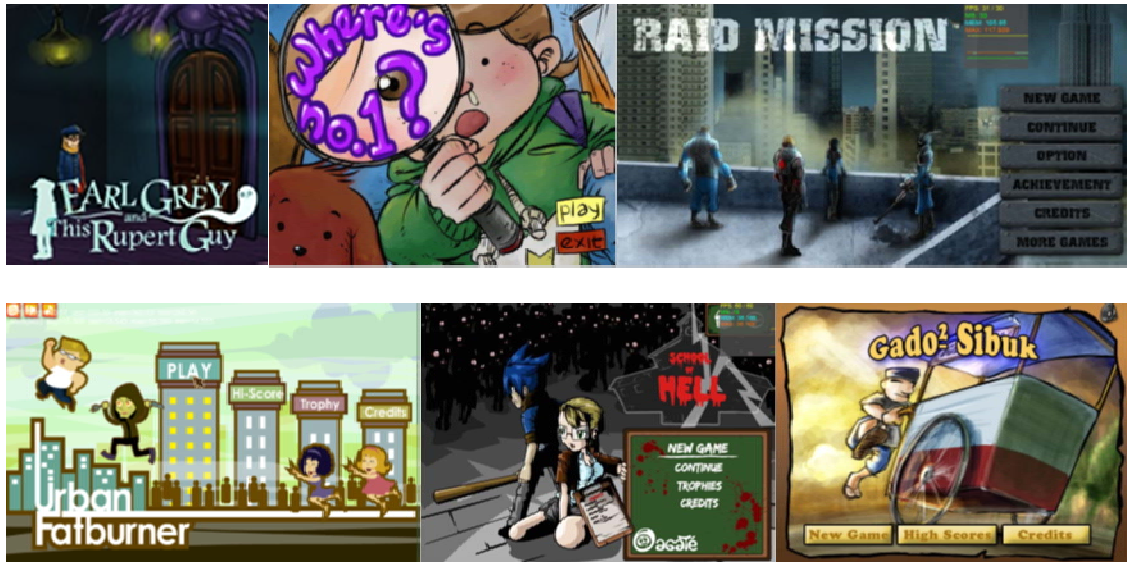 EARL GREY
and
This RUPERT GUY
Where's
no.1?
play
exit
RAID MISSION
NEW GAME
CONTINUE
OPTION
ACHIEVEMENT
CREDITS
MORE GAMES
PLAY
Hi-Score
Trophy
Credits
Urban
Fatburner
SCHOOL
OF
HELL
NEW GAME
CONTINUE
TROPHIES
CREDITS
agate
Gado² Sibuk
New Game
High Scores
Credits